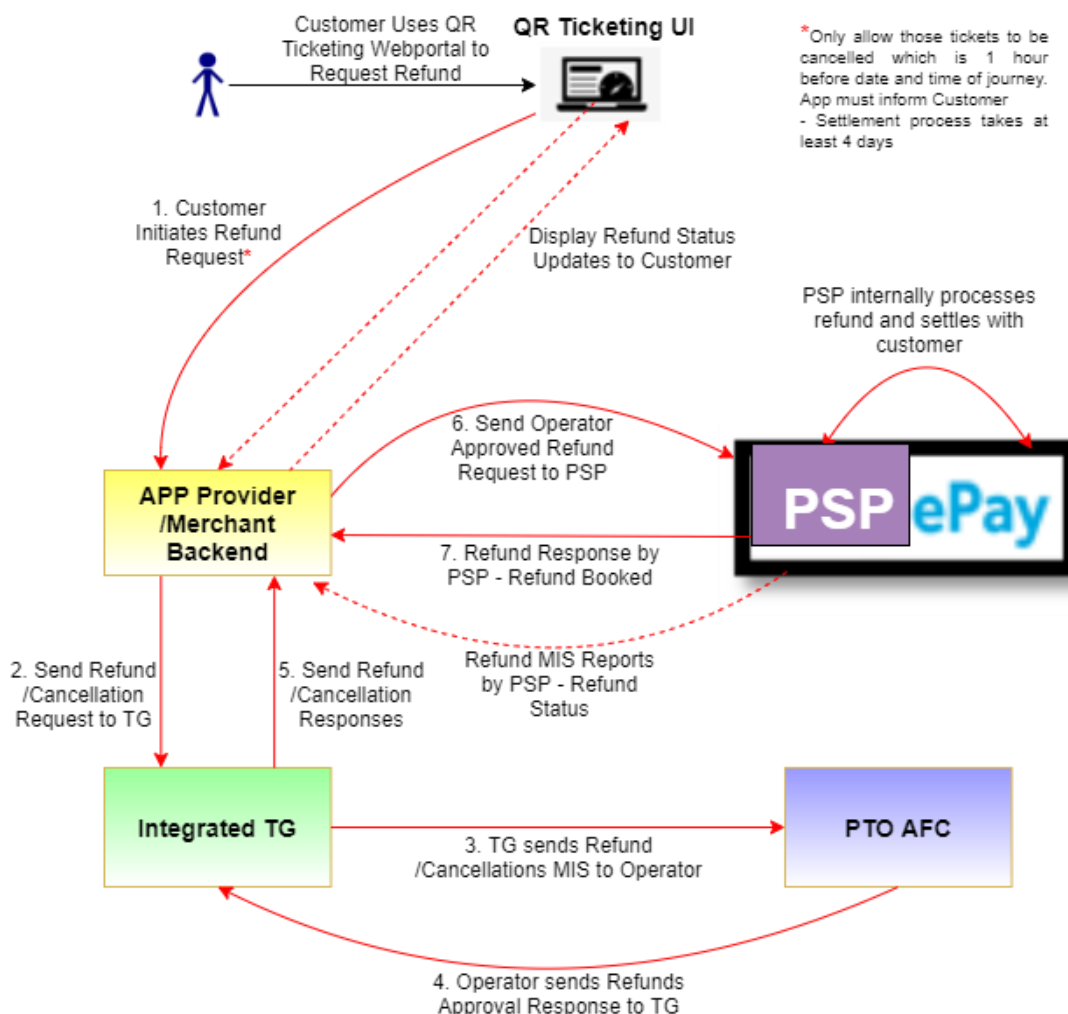 Customer Uses QR
Ticketing Webportal to
Request Refund
QR Ticketing UI
*Only allow those tickets to be
cancelled which is 1 hour
before date and time of journey.
App must inform Customer
- Settlement process takes at
least 4 days
1. Customer
Initiates Refund
Request*
Display Refund Status
Updates to Customer
PSP internally processes
refund and settles with
customer
6. Send Operator
Approved Refund
Request to PSP
APP Provider
/Merchant
Backend
PSP
ePay
7. Refund Response by
PSP - Refund Booked
2. Send Refund
/Cancellation
Request to TG
5. Send Refund
/Cancellation
Responses
Refund MIS Reports
by PSP - Refund
Status
Integrated TG
PTO AFC
3. TG sends Refund
/Cancellations MIS to Operator
4. Operator sends Refunds
Approval Response to TG